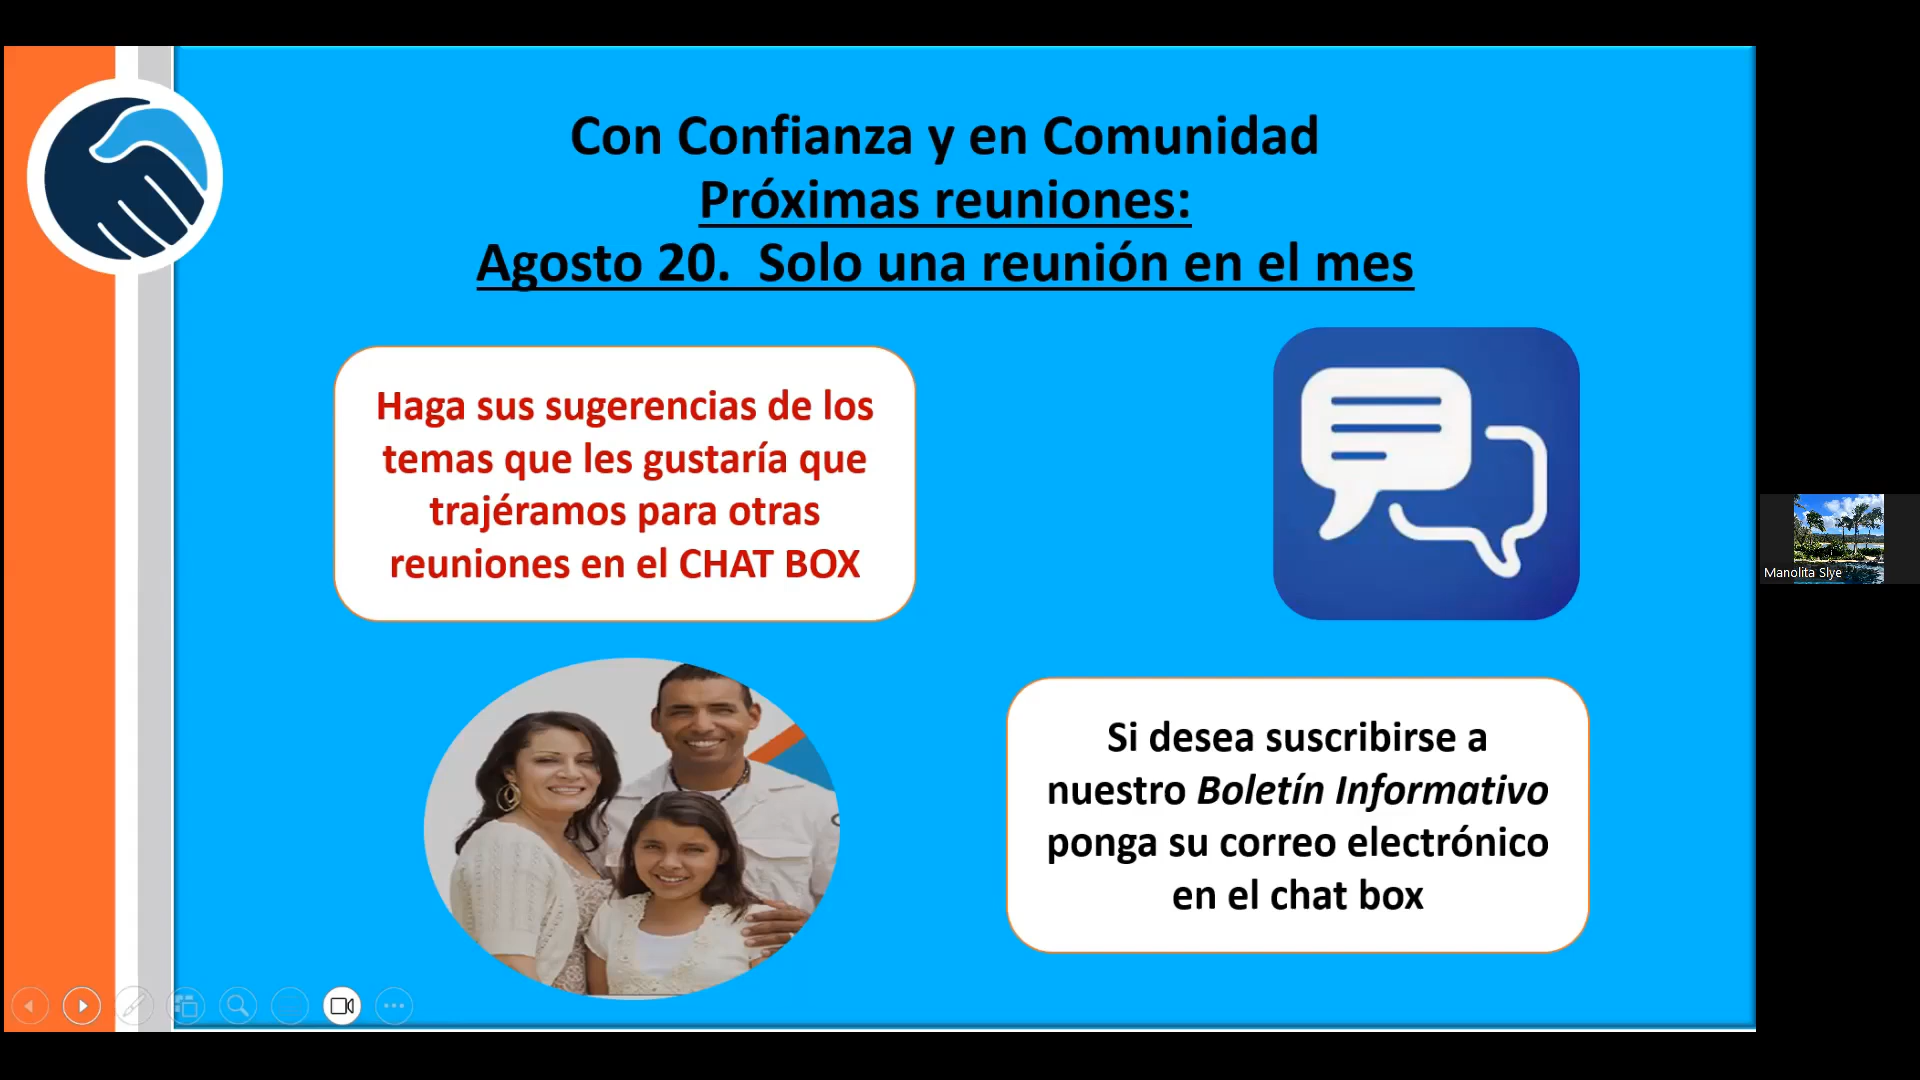 Con Confianza y en Comunidad
Próximas reuniones:
Agosto 20.  Solo una reunión en el mes
Haga sus sugerencias de los
temas que les gustaría que
trajéramos para otras
reuniones en el CHAT BOX
Manolita Slye
Si desea suscribirse a
nuestro Boletín Informativo
ponga su correo electrónico
en el chat box